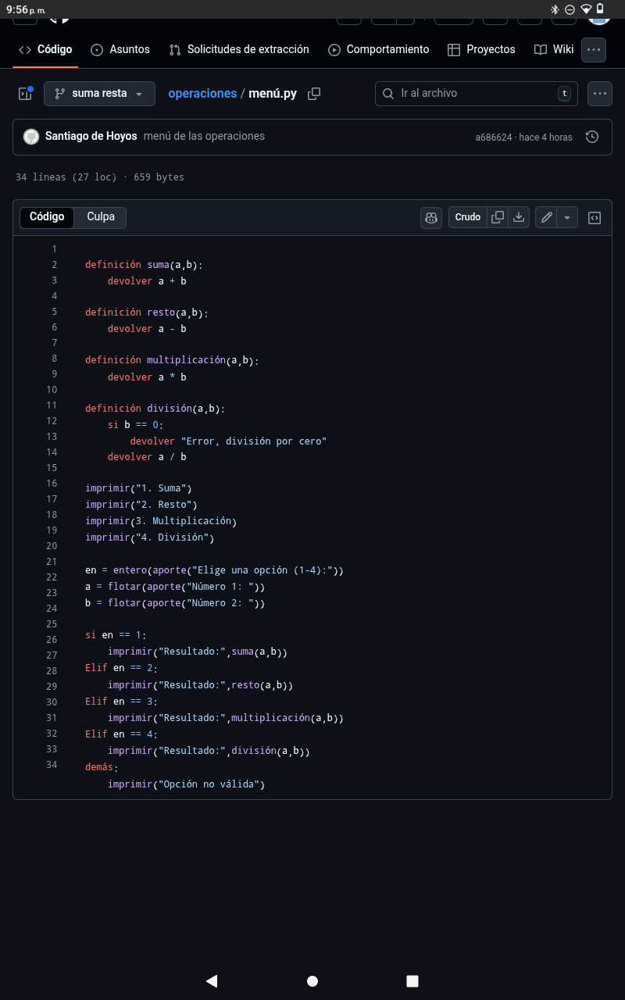 9:56 p. m.
Código Asuntos Solicitudes de extracción Comportamiento Proyectos Wiki
suma resta operaciones / menú.py Ir al archivo t
Santiago de Hoyos menú de las operaciones a686624 · hace 4 horas
34 líneas (27 loc) · 659 bytes
Código Culpa Crudo
1
2 definición suma(a,b):
3 devolver a + b
4
5 definición resto(a,b):
6 devolver a - b
7
8 definición multiplicación(a,b):
9 devolver a * b
10
11 definición división(a,b):
12 si b == 0:
13 devolver "Error, división por cero"
14 devolver a / b
15
16 imprimir("1. Suma")
17 imprimir("2. Resto")
18 imprimir(3. Multiplicación)
19 imprimir("4. División")
20
21 en = entero(aporte("Elige una opción (1-4):"))
22 a = flotar(aporte("Número 1: "))
23 b = flotar(aporte("Número 2: "))
24
25 si en == 1:
26 imprimir("Resultado:",suma(a,b))
27 Elif en == 2:
28 imprimir("Resultado:",resto(a,b))
29 Elif en == 3:
30 imprimir("Resultado:",multiplicación(a,b))
31 Elif en == 4:
32 imprimir("Resultado:",división(a,b))
33 demás:
34 imprimir("Opción no válida")